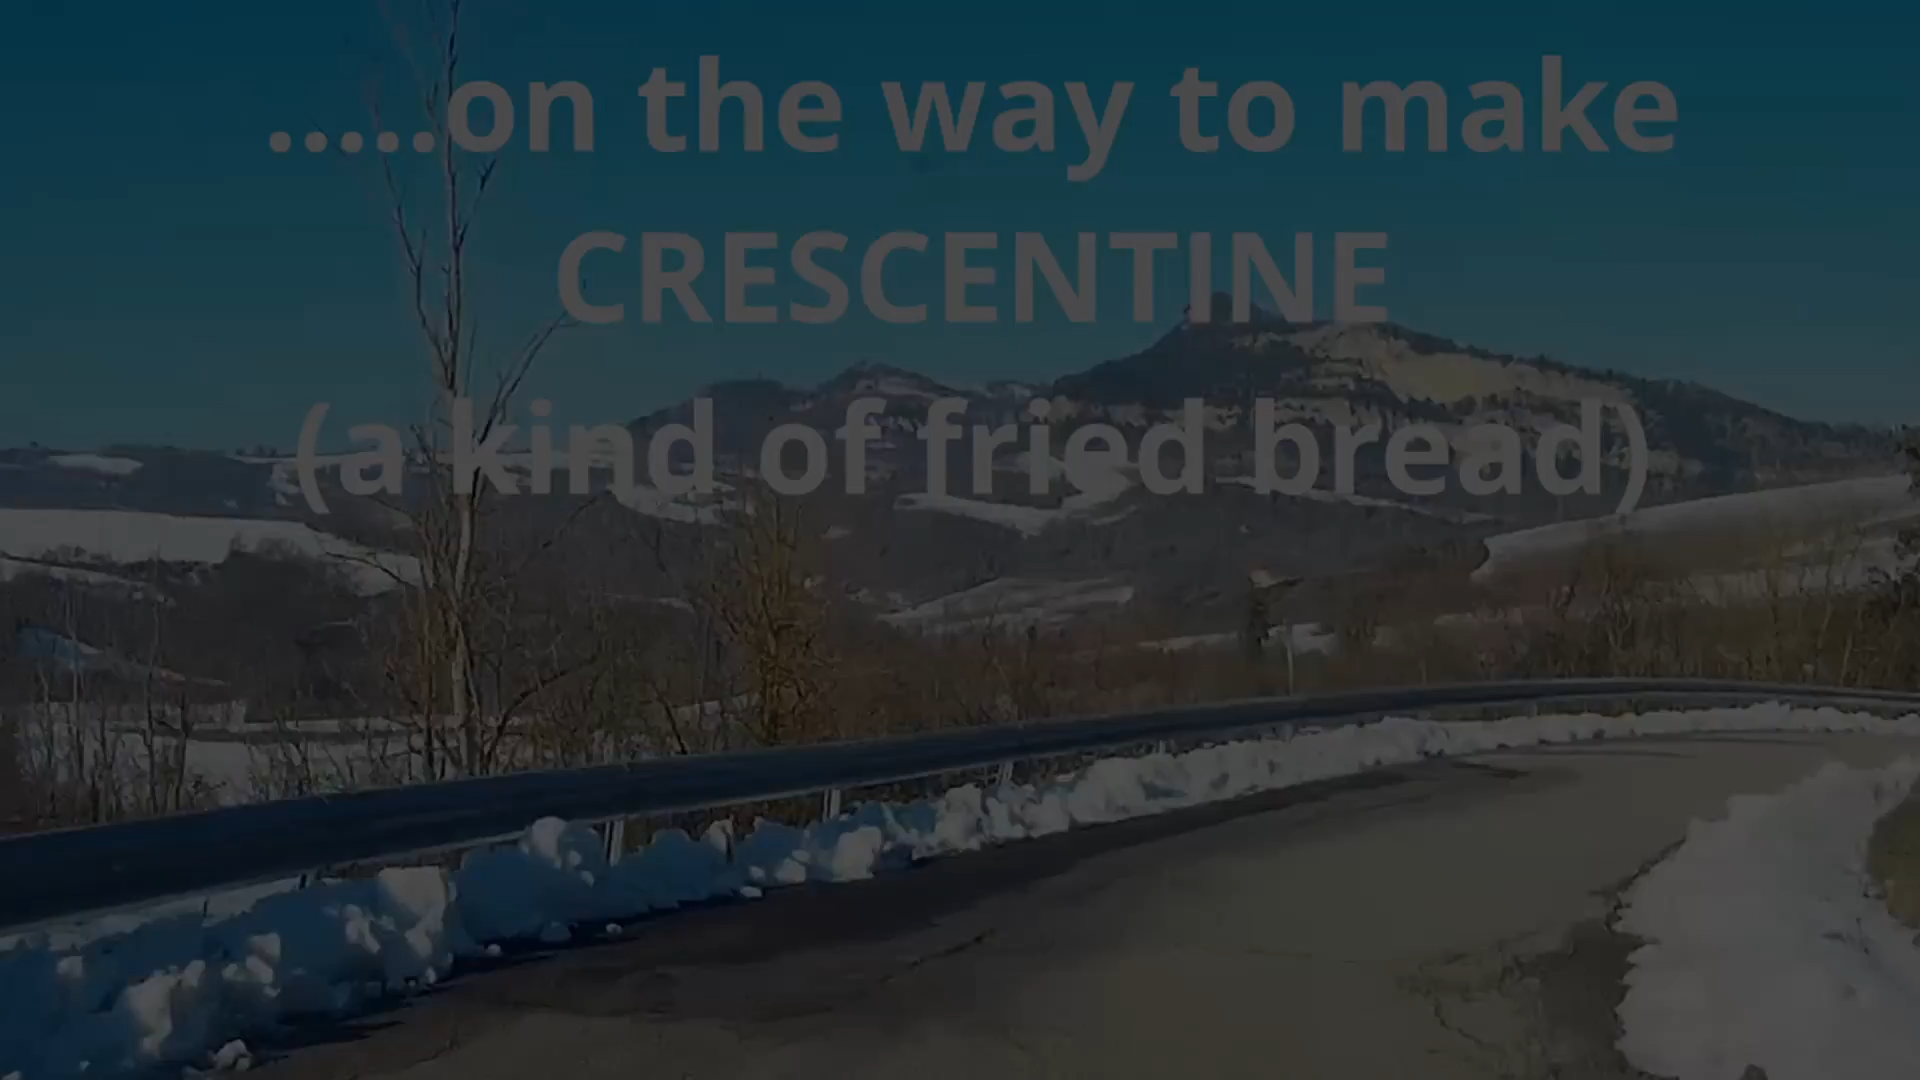 .....on the way to make
CRESCENTINE
(a kind of fried bread)